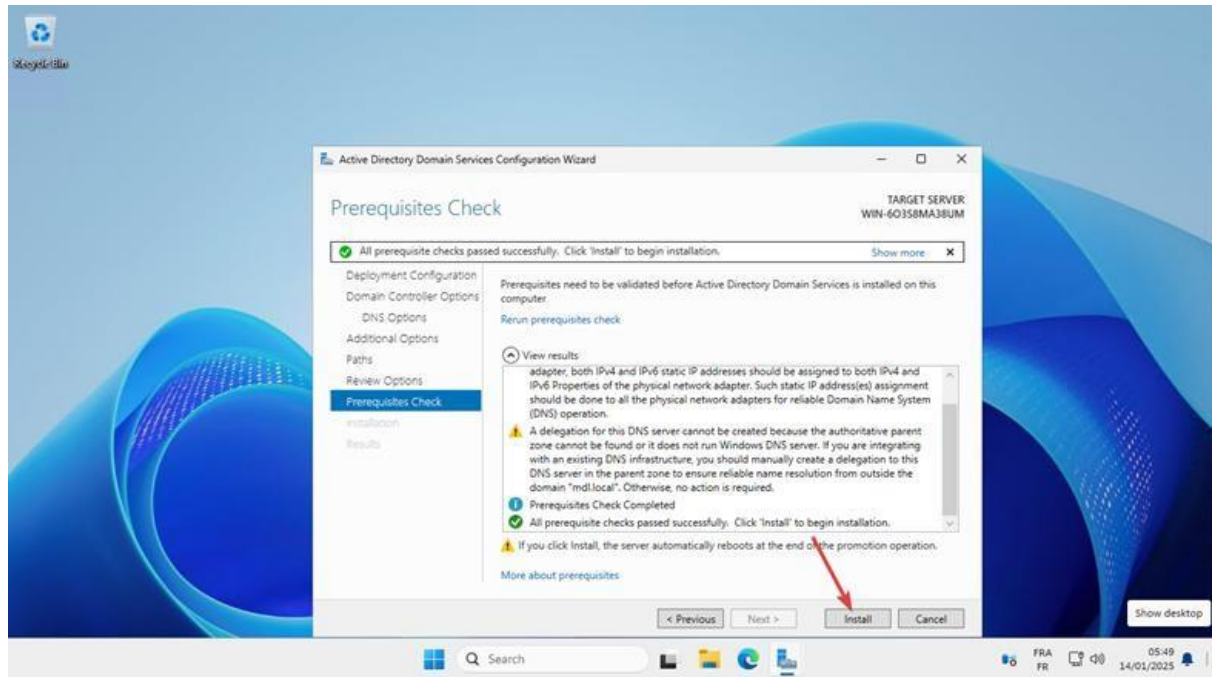 Recycle Bin
Active Directory Domain Services Configuration Wizard
Prerequisites Check
TARGET SERVER
WIN-6O3S8MA38UM
All prerequisite checks passed successfully. Click 'Install' to begin installation.
Show more
Deployment Configuration
Domain Controller Options
DNS Options
Additional Options
Paths
Review Options
Prerequisites Check
Installation
Results
Prerequisites need to be validated before Active Directory Domain Services is installed on this
computer
Rerun prerequisites check
View results
adapter, both IPv4 and IPv6 static IP addresses should be assigned to both IPv4 and
IPv6 Properties of the physical network adapter. Such static IP address(es) assignment
should be done to all the physical network adapters for reliable Domain Name System
(DNS) operation.
A delegation for this DNS server cannot be created because the authoritative parent
zone cannot be found or it does not run Windows DNS server. If you are integrating
with an existing DNS infrastructure, you should manually create a delegation to this
DNS server in the parent zone to ensure reliable name resolution from outside the
domain "mdl.local". Otherwise, no action is required.
Prerequisites Check Completed
All prerequisite checks passed successfully. Click 'Install' to begin installation.
If you click Install, the server automatically reboots at the end of the promotion operation.
More about prerequisites
< Previous
Next >
Install
Cancel
Show desktop
Search
FRA
FR
05:49
14/01/2025